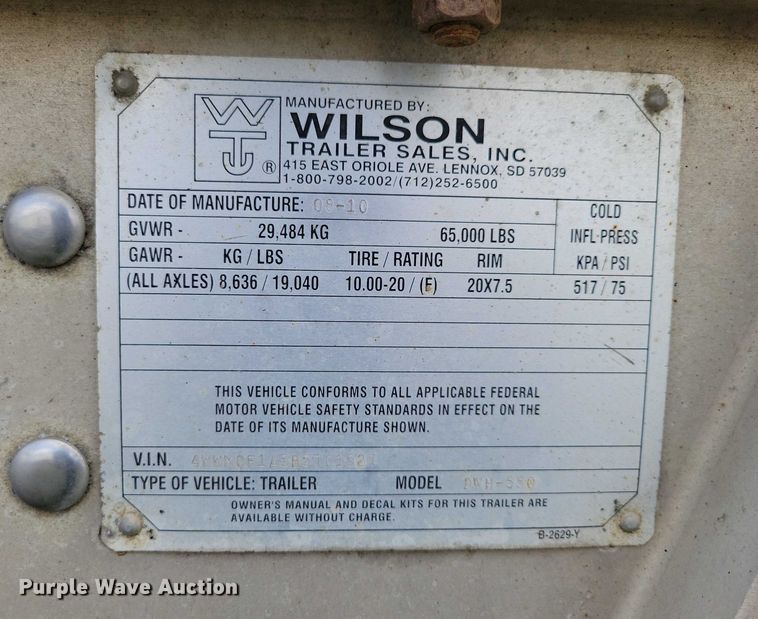 MANUFACTURED BY:
WILSON
TRAILER SALES, INC.
415 EAST ORIOLE AVE. LENNOX, SD 57039
1-800-798-2002/(712)252-6500
WT ®
DATE OF MANUFACTURE: 08-10
GVWR - 29,484 KG 65,000 LBS
COLD
INFL-PRESS
GAWR - KG / LBS TIRE / RATING RIM KPA / PSI
(ALL AXLES) 8,636 / 19,040 10.00-20 / (F) 20X7.5 517 / 75
THIS VEHICLE CONFORMS TO ALL APPLICABLE FEDERAL
MOTOR VEHICLE SAFETY STANDARDS IN EFFECT ON THE
DATE OF ITS MANUFACTURE SHOWN.
V.I.N.
TYPE OF VEHICLE: TRAILER MODEL
OWNER'S MANUAL AND DECAL KITS FOR THIS TRAILER ARE
AVAILABLE WITHOUT CHARGE.
B-2629-Y
Purple Wave Auction